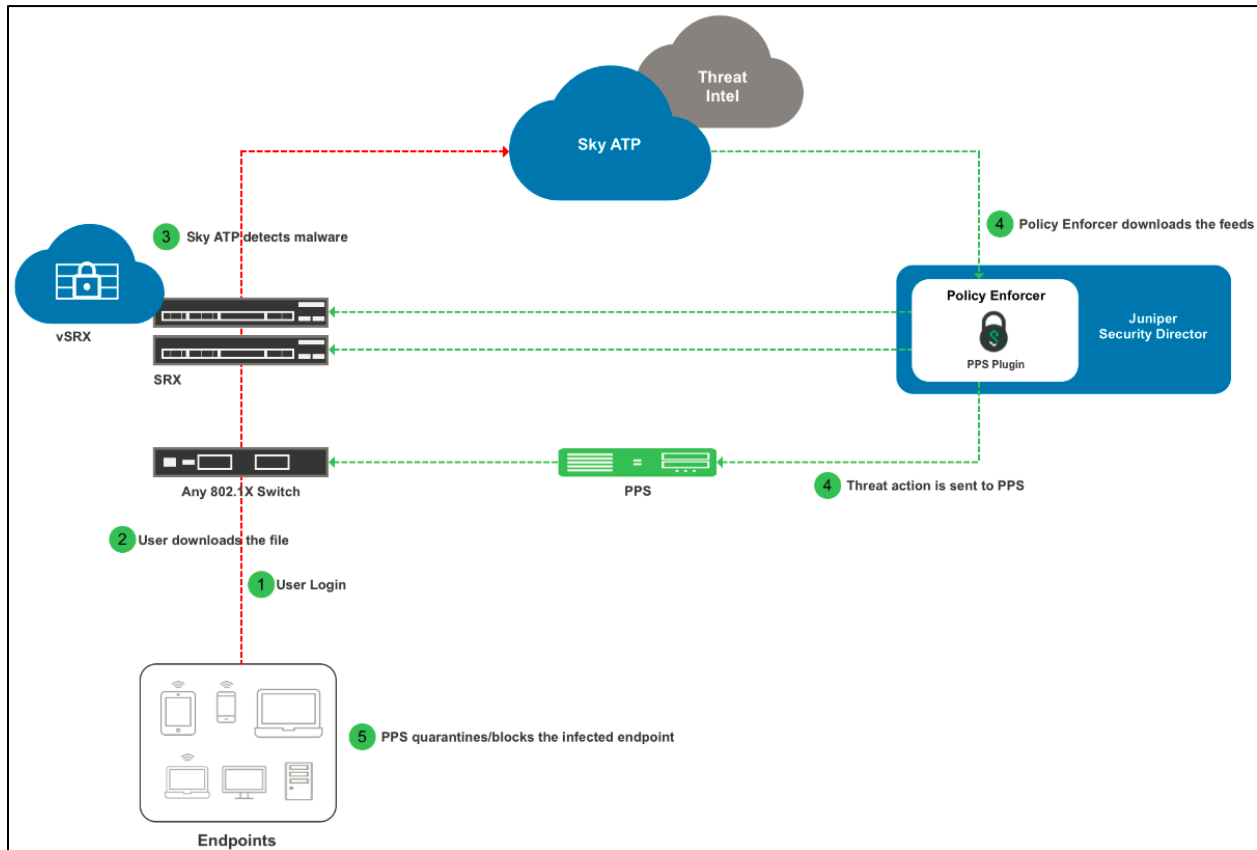 Threat
Intel
Sky ATP
3 Sky ATP detects malware
4 Policy Enforcer downloads the feeds
vSRX
Policy Enforcer
PPS Plugin
Juniper
Security Director
SRX
Any 802.1X Switch
PPS
4 Threat action is sent to PPS
2 User downloads the file
1 User Login
5 PPS quarantines/blocks the infected endpoint
Endpoints